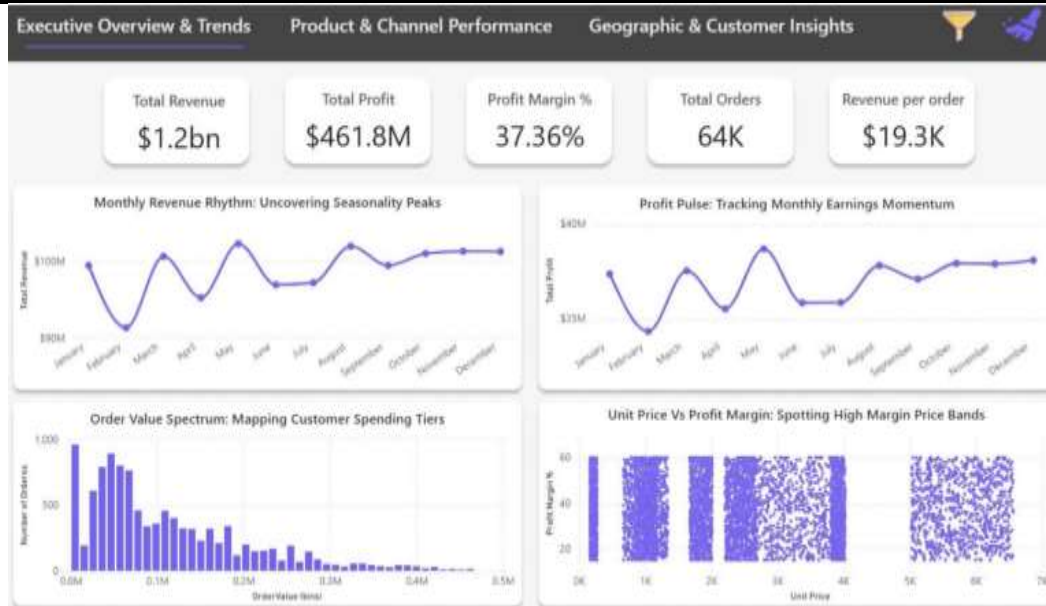 Executive Overview & Trends Product & Channel Performance Geographic & Customer Insights
Total Revenue
$1.2bn
Total Profit
$461.8M
Profit Margin %
37.36%
Total Orders
64K
Revenue per order
$19.3K
Monthly Revenue Rhythm: Uncovering Seasonality Peaks
Total Revenue
$100M
$90M
January February March April May June July August September October November December
Profit Pulse: Tracking Monthly Earnings Momentum
Total Profit
$40M
$35M
January February March April May June July August September October November December
Order Value Spectrum: Mapping Customer Spending Tiers
Number of Orderes
1,000
500
0
0.0M 0.1M 0.2M 0.3M 0.4M 0.5M
OrderValue (bins)
Unit Price Vs Profit Margin: Spotting High Margin Price Bands
Profit Margin %
60
40
20
0K 1K 2K 3K 4K 5K 6K 7K
Unit Price